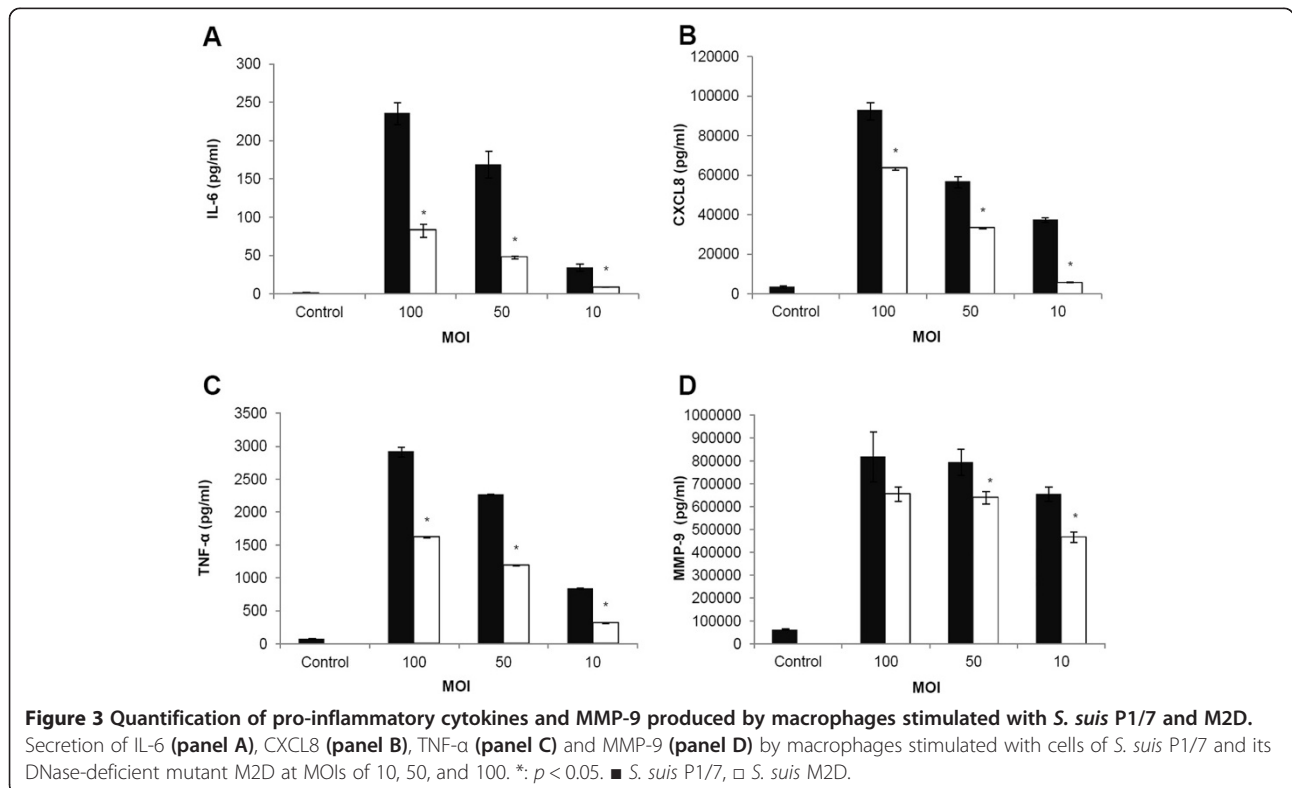 A
IL-6 (pg/ml)
300
250
200
150
100
50
0
*
*
*
Control 100 50 10
MOI
B
CXCL8 (pg/ml)
120000
100000
80000
60000
40000
20000
0
*
*
*
Control 100 50 10
MOI
C
TNF-α (pg/ml)
3500
3000
2500
2000
1500
1000
500
0
*
*
*
Control 100 50 10
MOI
D
MMP-9 (pg/ml)
1000000
900000
800000
700000
600000
500000
400000
300000
200000
100000
0
*
*
Control 100 50 10
MOI
Figure 3 Quantification of pro-inflammatory cytokines and MMP-9 produced by macrophages stimulated with S. suis P1/7 and M2D.
Secretion of IL-6 (panel A), CXCL8 (panel B), TNF-α (panel C) and MMP-9 (panel D) by macrophages stimulated with cells of S. suis P1/7 and its
DNase-deficient mutant M2D at MOIs of 10, 50, and 100. *: p < 0.05. ■ S. suis P1/7, □ S. suis M2D.